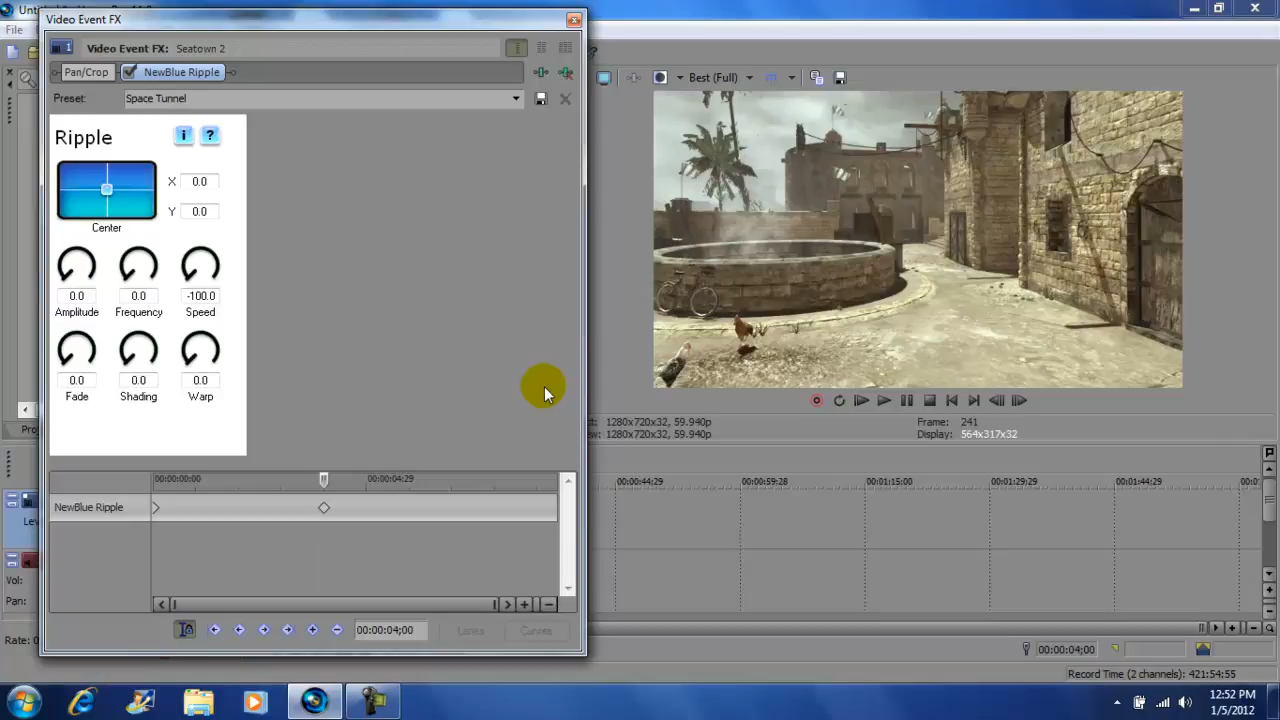 Untitled
Video Event FX
File
1
Video Event FX: Seatown 2
Pan/Crop
NewBlue Ripple
Best (Full)
Preset:
Space Tunnel
Ripple
i
?
X
0.0
Y
0.0
Center
0.0
0.0
-100.0
Amplitude
Frequency
Speed
0.0
0.0
0.0
Fade
Shading
Warp
1280x720x32, 59.940p
Frame: 241
1280x720x32, 59.940p
Display: 564x317x32
00:00:00:00
00:00:04:29
00:00:44:29
00:00:59:28
00:01:15:00
00:01:29:29
00:01:44:29
NewBlue Ripple
Vol:
Pan:
00:00:04;00
Lanes
Curves
Rate:
00:00:04;00
Record Time (2 channels): 421:54:55
12:52 PM
1/5/2012